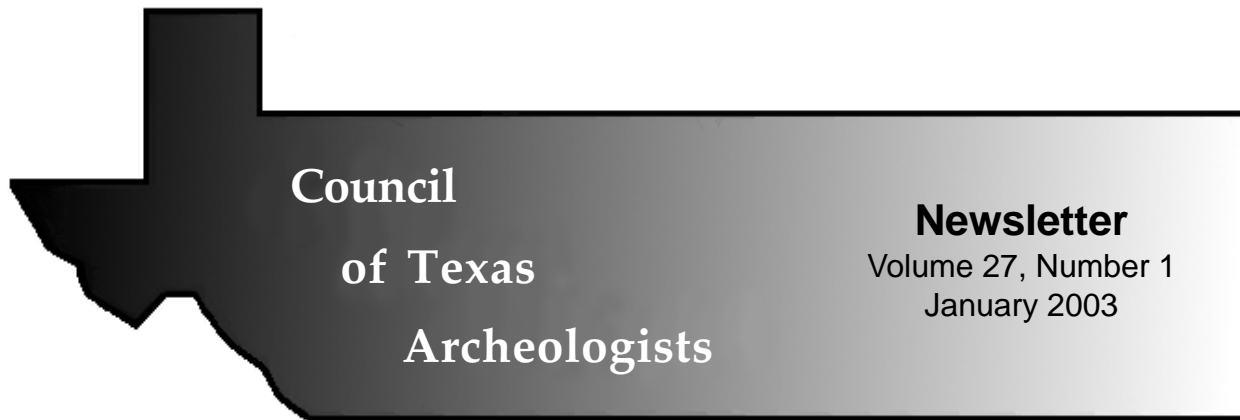 Council
of Texas
Archeologists
Newsletter
Volume 27, Number 1
January 2003